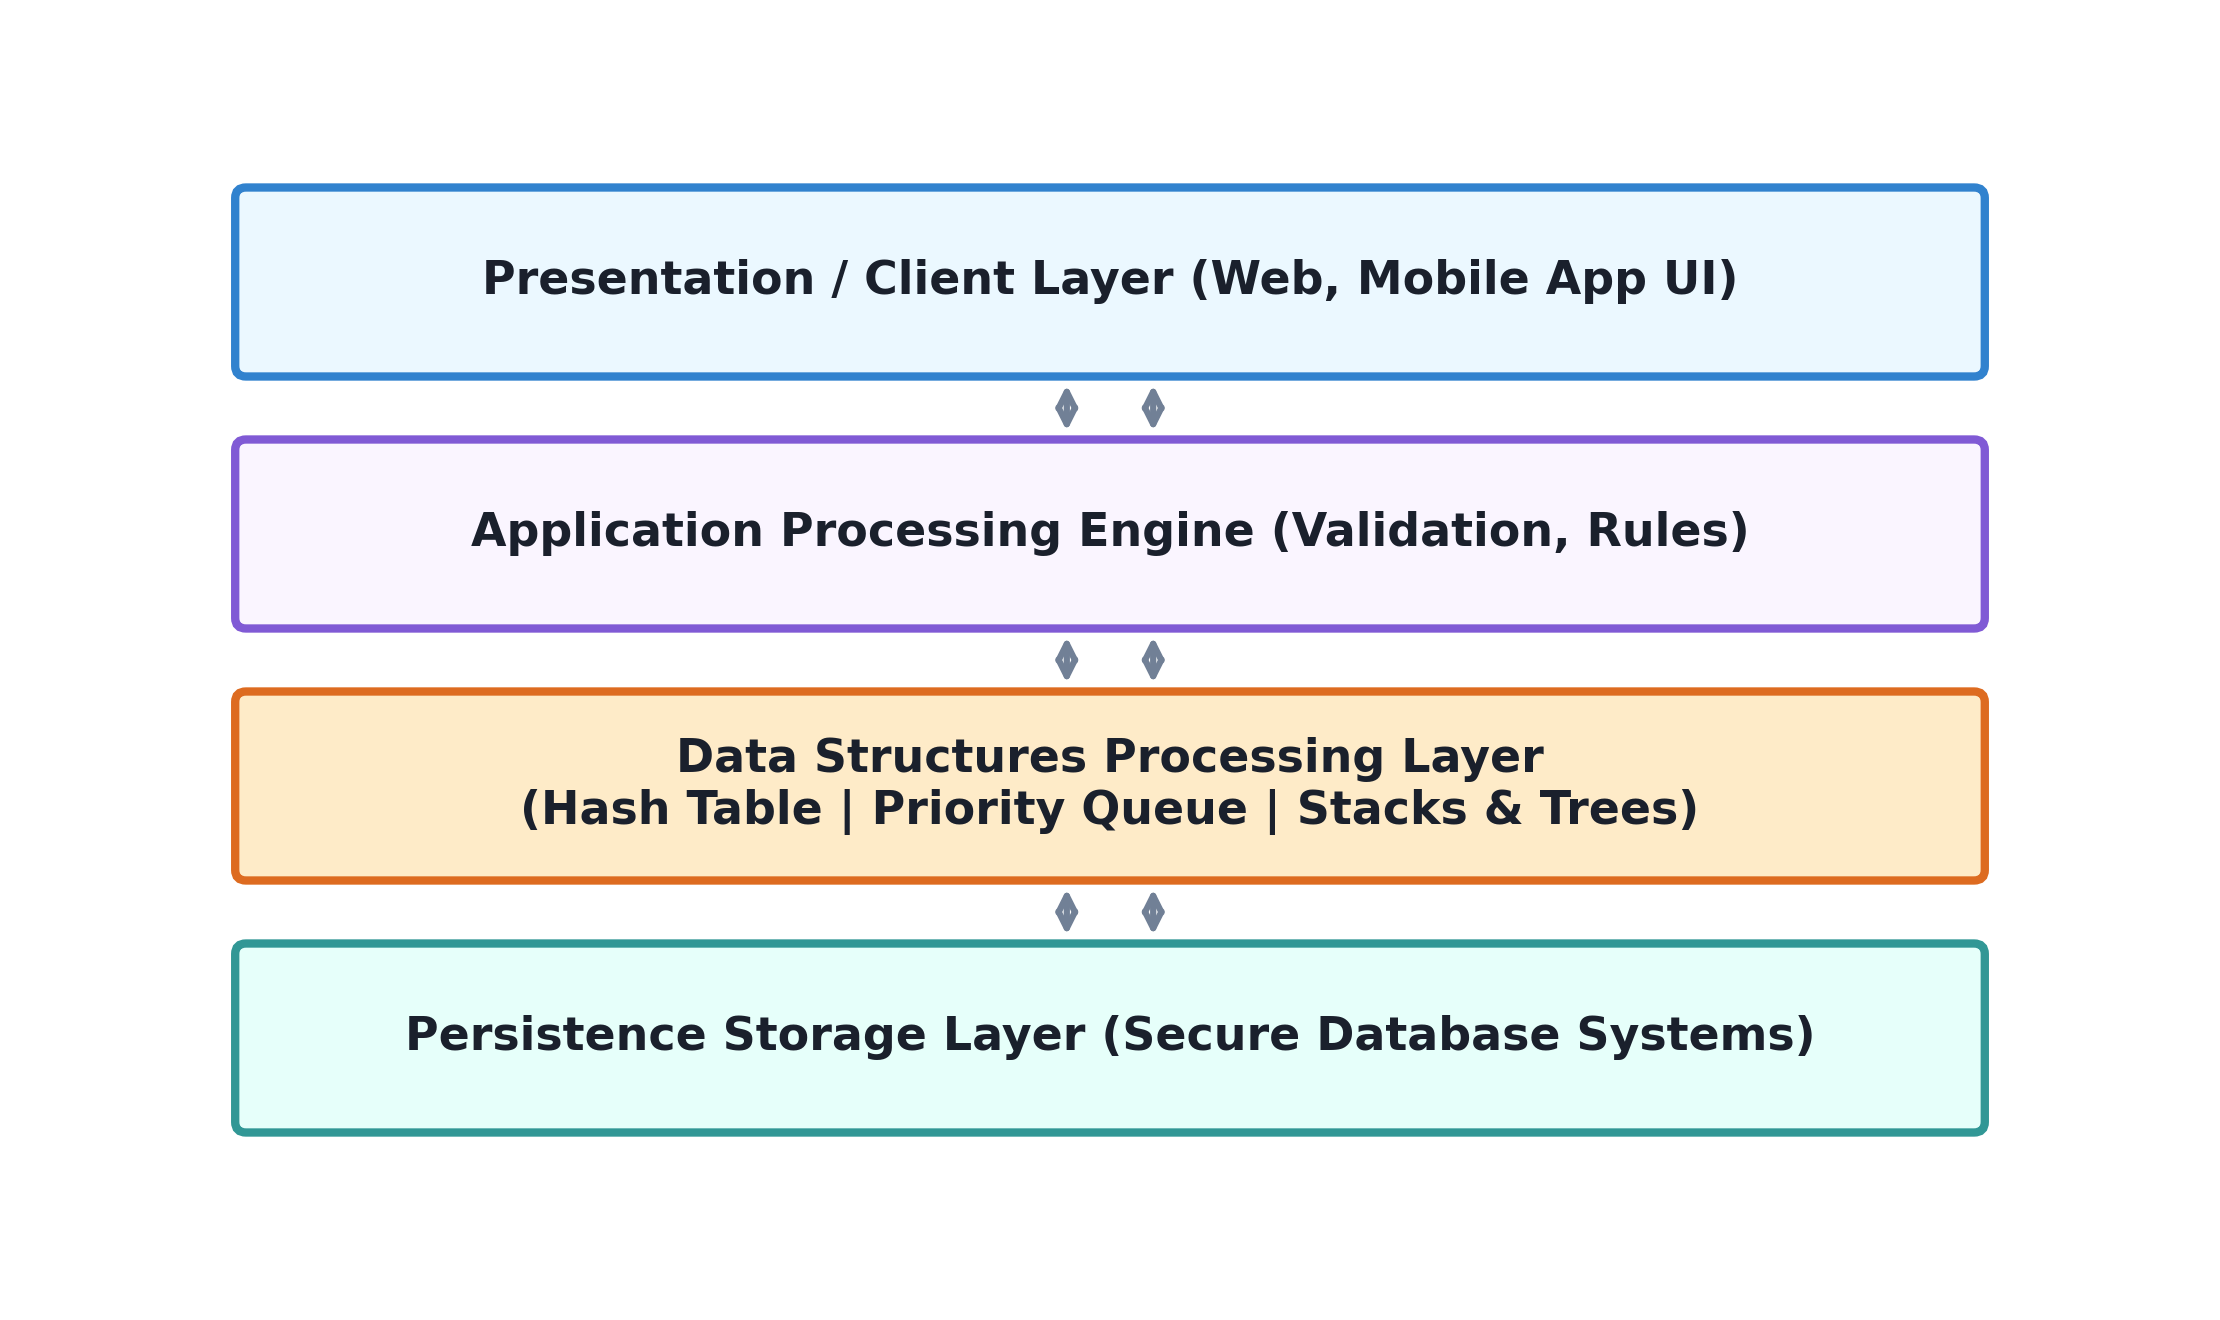 Presentation / Client Layer (Web, Mobile App UI)
Application Processing Engine (Validation, Rules)
Data Structures Processing Layer
(Hash Table | Priority Queue | Stacks & Trees)
Persistence Storage Layer (Secure Database Systems)